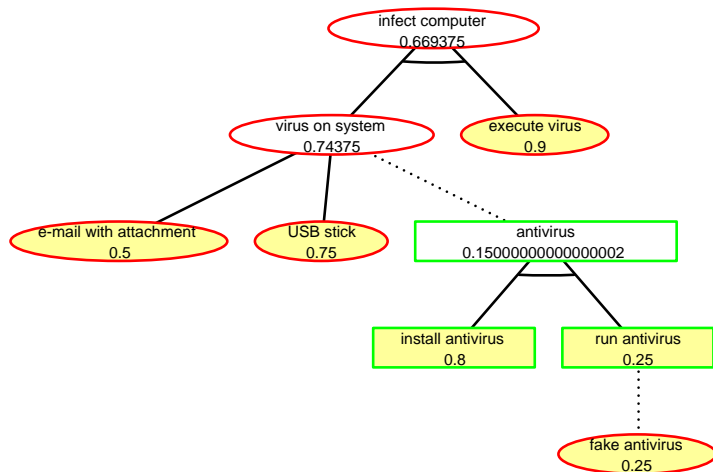 infect computer
0.669375
virus on system
0.74375
execute virus
0.9
e-mail with attachment
0.5
USB stick
0.75
antivirus
0.15000000000000002
install antivirus
0.8
run antivirus
0.25
fake antivirus
0.25